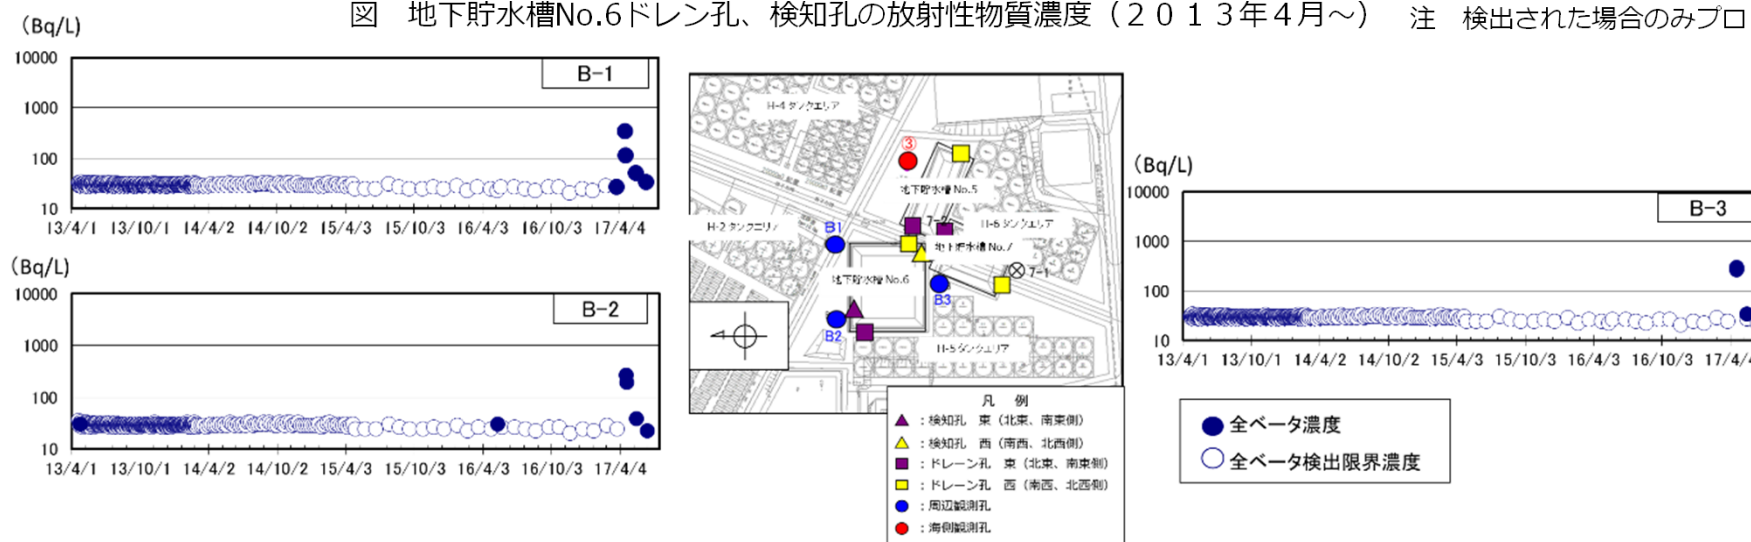 図　地下貯水槽No.6ドレン孔、検知孔の放射性物質濃度（２０１３年４月～）　注　検出された場合のみプロ
（Bq/L）
B-1
10000
1000
100
10
13/4/1 13/10/1 14/4/2 14/10/2 15/4/3 15/10/3 16/4/3 16/10/3 17/4/4
（Bq/L）
B-2
10000
1000
100
10
13/4/1 13/10/1 14/4/2 14/10/2 15/4/3 15/10/3 16/4/3 16/10/3 17/4/4
H-4タンクエリア
③
地下貯水槽 No.5
7-2
H-6タンクエリア
H-2タンクエリア
B1
地下貯水槽 No.7
地下貯水槽 No.6
7-1
B3
B2
H-5タンクエリア
凡　例
：検知孔　東（北東、南東側）
：検知孔　西（南西、北西側）
：ドレーン孔　東（北東、南東側）
：ドレーン孔　西（南西、北西側）
：周辺観測孔
：海側観測孔
（Bq/L）
B-3
10000
1000
100
10
13/4/1 13/10/1 14/4/2 14/10/2 15/4/3 15/10/3 16/4/3 16/10/3 17/4/4
全ベータ濃度
全ベータ検出限界濃度